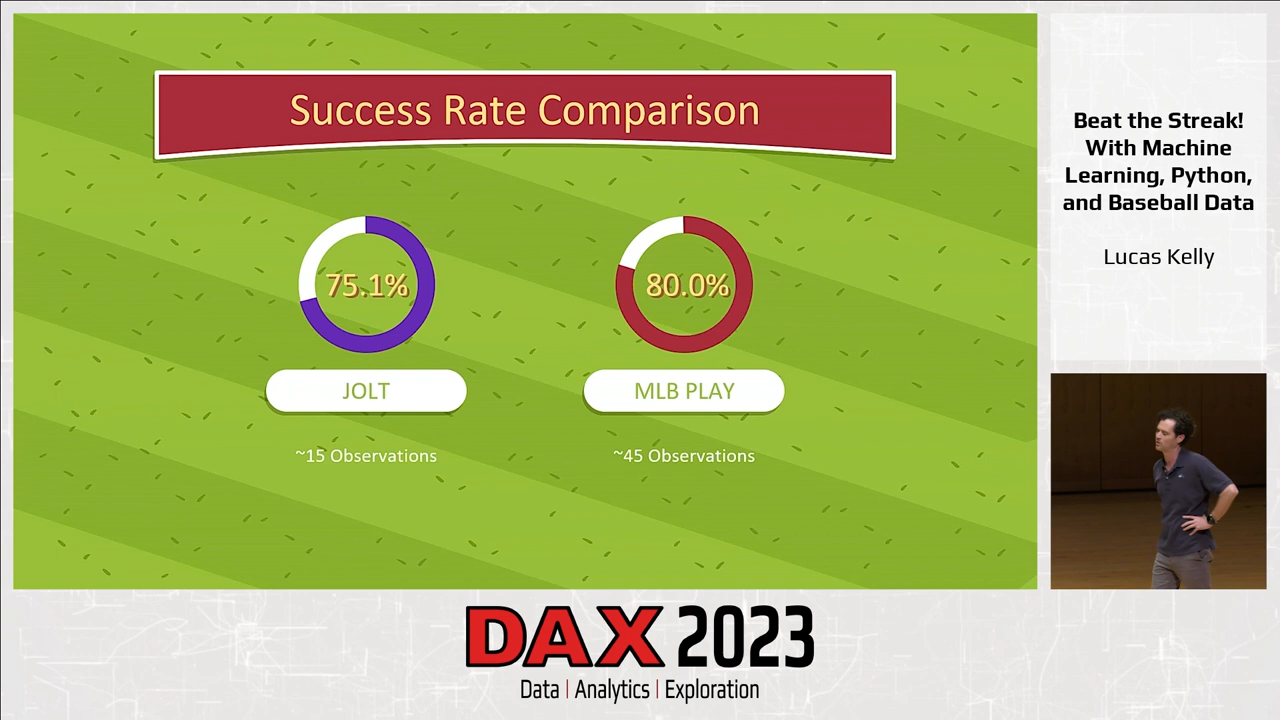 Success Rate Comparison
75.1%
80.0%
JOLT
MLB PLAY
~15 Observations
~45 Observations
Beat the Streak!
With Machine
Learning, Python,
and Baseball Data
Lucas Kelly
DAX 2023
Data | Analytics | Exploration